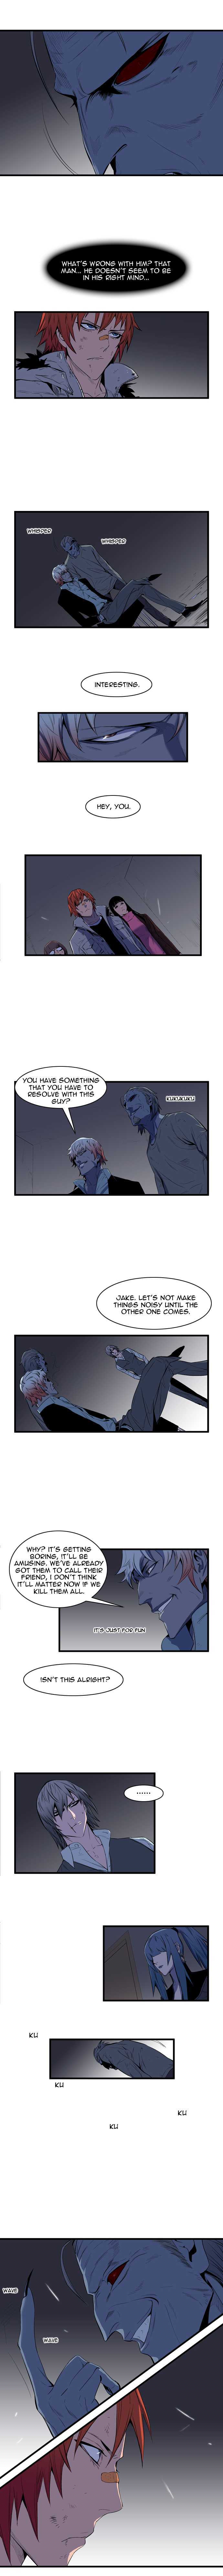 WHAT'S WRONG WITH HIM? THAT
MAN... HE DOESN'T SEEM TO BE
IN HIS RIGHT MIND...
WHISPER
WHISPER
INTERESTING.
HEY, YOU.
YOU HAVE SOMETHING
THAT YOU HAVE TO
RESOLVE WITH THIS
GUY?
KUKUKUKU
JAKE. LET'S NOT MAKE
THINGS NOISY UNTIL THE
OTHER ONE COMES.
WHY? IT'S GETTING
BORING, IT'LL BE
AMUSING. WE'VE ALREADY
GOT THEM TO CALL THEIR
FRIEND, I DON'T THINK
IT'LL MATTER NOW IF WE
KILL THEM ALL.
IT'S JUST FOR FUN
ISN'T THIS ALRIGHT?
......
KU
KU
KU
KU
WAVE
WAVE